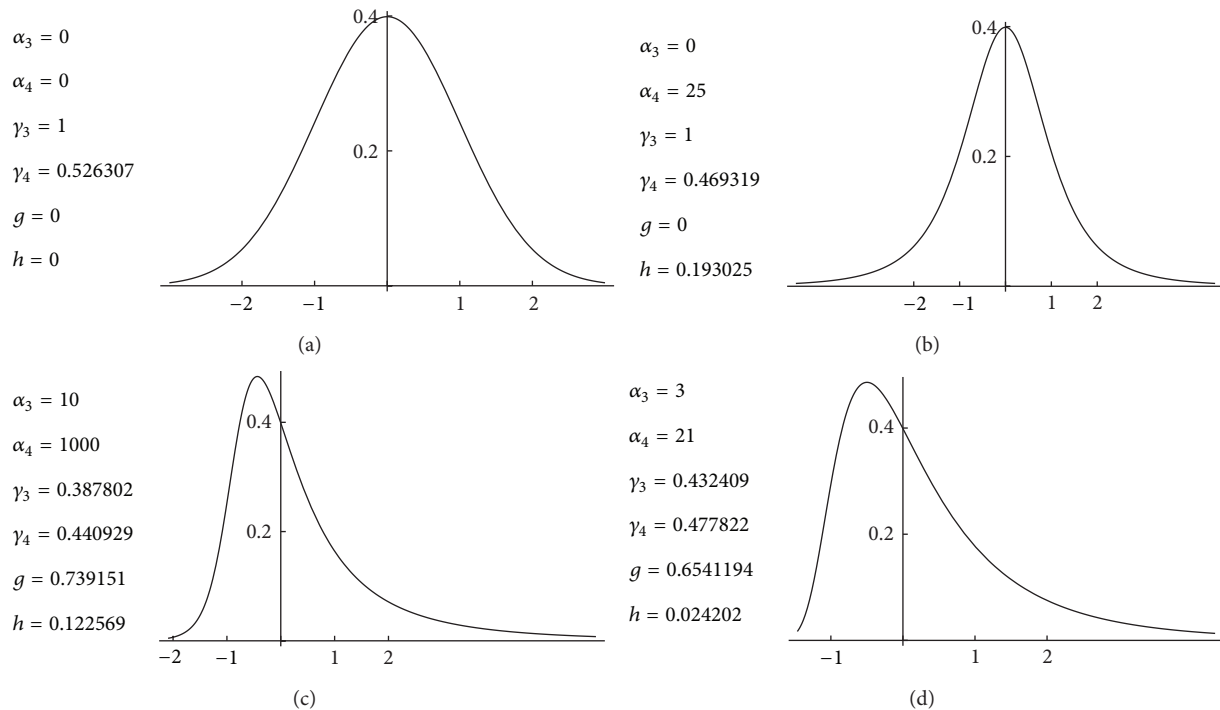 α₃ = 0
α₄ = 0
γ₃ = 1
γ₄ = 0.526307
g = 0
h = 0
0.4
0.2
−2 −1 1 2
(a)
α₃ = 0
α₄ = 25
γ₃ = 1
γ₄ = 0.469319
g = 0
h = 0.193025
0.4
0.2
−2 −1 1 2
(b)
α₃ = 10
α₄ = 1000
γ₃ = 0.387802
γ₄ = 0.440929
g = 0.739151
h = 0.122569
0.4
0.2
−2 −1 1 2
(c)
α₃ = 3
α₄ = 21
γ₃ = 0.432409
γ₄ = 0.477822
g = 0.6541194
h = 0.024202
0.4
0.2
−1 1 2
(d)